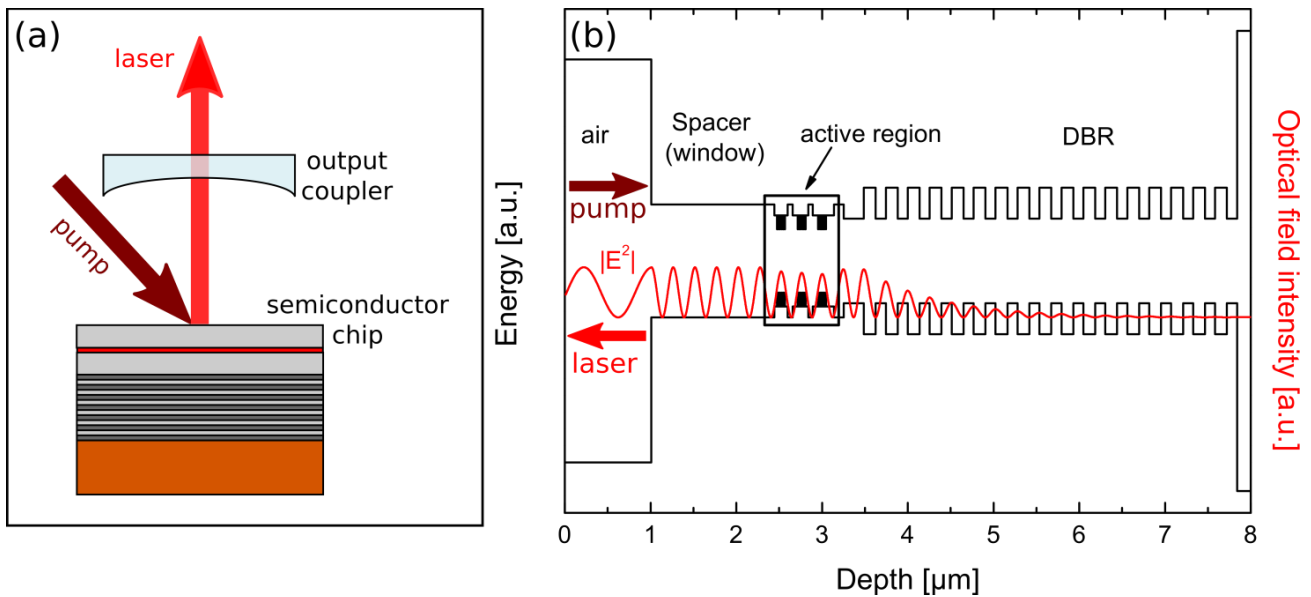 (a)
laser
output
coupler
pump
semiconductor
chip
(b)
air
Spacer
(window)
active region
DBR
pump
|E²|
laser
Energy [a.u.]
Optical field intensity [a.u.]
0 1 2 3 4 5 6 7 8
Depth [µm]